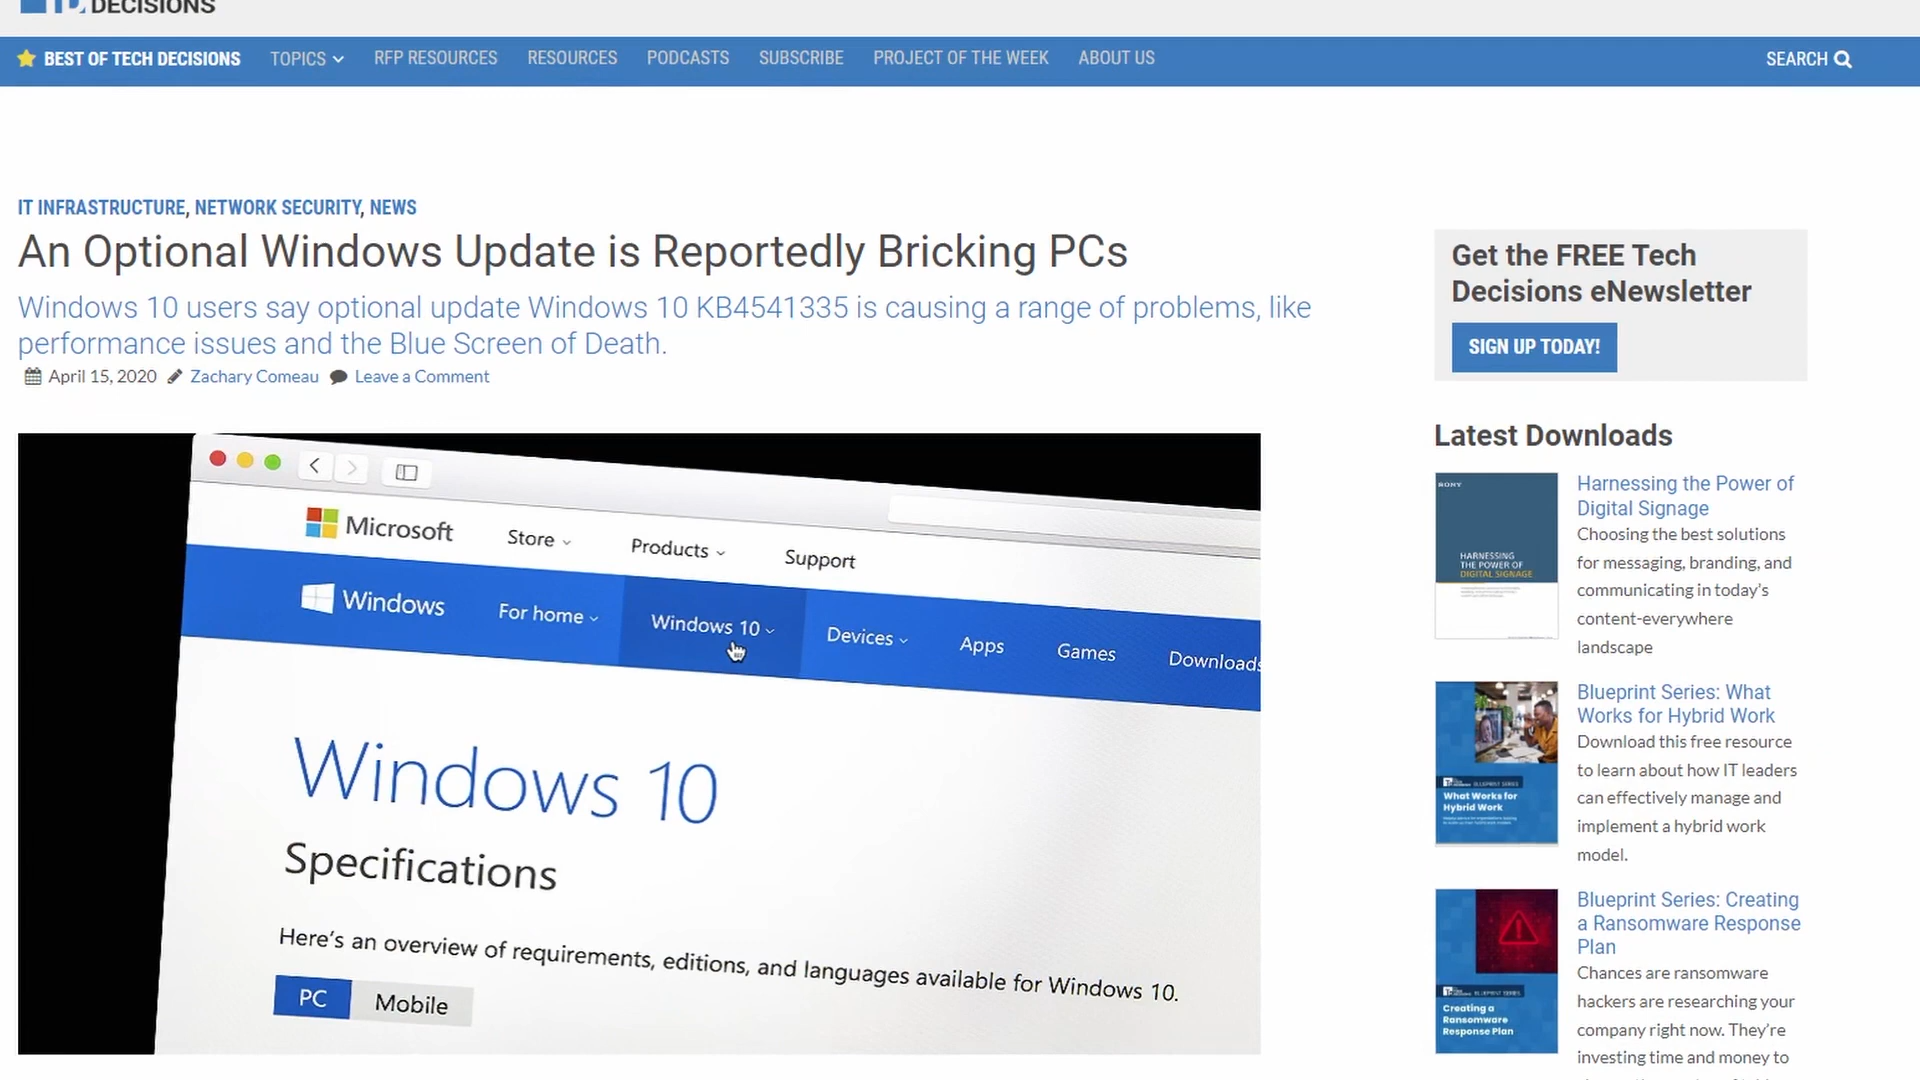 DECISIONS
BEST OF TECH DECISIONS TOPICS RFP RESOURCES RESOURCES PODCASTS SUBSCRIBE PROJECT OF THE WEEK ABOUT US SEARCH
IT INFRASTRUCTURE, NETWORK SECURITY, NEWS
An Optional Windows Update is Reportedly Bricking PCs
Windows 10 users say optional update Windows 10 KB4541335 is causing a range of problems, like
performance issues and the Blue Screen of Death.
April 15, 2020 Zachary Comeau Leave a Comment
Microsoft Store Products Support
Windows For home Windows 10 Devices Apps Games Downloads
Windows 10
Specifications
Here's an overview of requirements, editions, and languages available for Windows 10.
PC Mobile
Get the FREE Tech
Decisions eNewsletter
SIGN UP TODAY!
Latest Downloads
SONY
HARNESSING
THE POWER OF
DIGITAL SIGNAGE
Harnessing the Power of
Digital Signage
Choosing the best solutions
for messaging, branding, and
communicating in today's
content-everywhere
landscape
BLUEPRINT SERIES
What Works for
Hybrid Work
Blueprint Series: What
Works for Hybrid Work
Download this free resource
to learn about how IT leaders
can effectively manage and
implement a hybrid work
model.
BLUEPRINT SERIES
Creating a
Ransomware
Response Plan
Blueprint Series: Creating
a Ransomware Response
Plan
Chances are ransomware
hackers are researching your
company right now. They're
investing time and money to